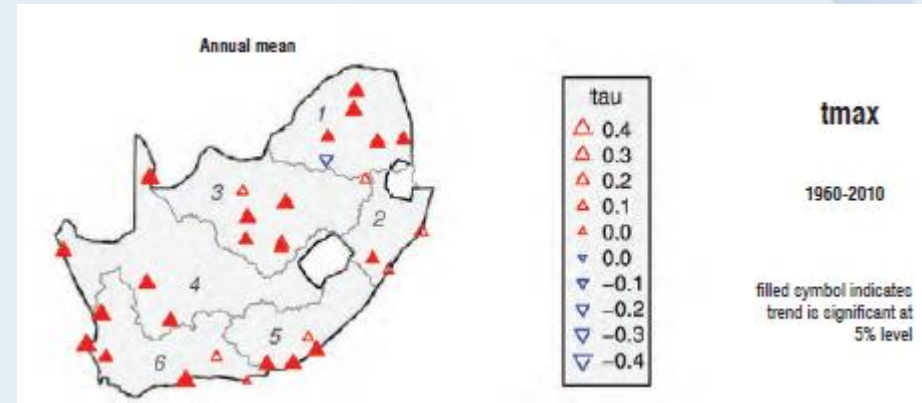 Annual mean
1
2
3
4
5
6
tau
0.4
0.3
0.2
0.1
0.0
0.0
−0.1
−0.2
−0.3
−0.4
tmax
1960-2010
filled symbol indicates
trend is significant at
5% level